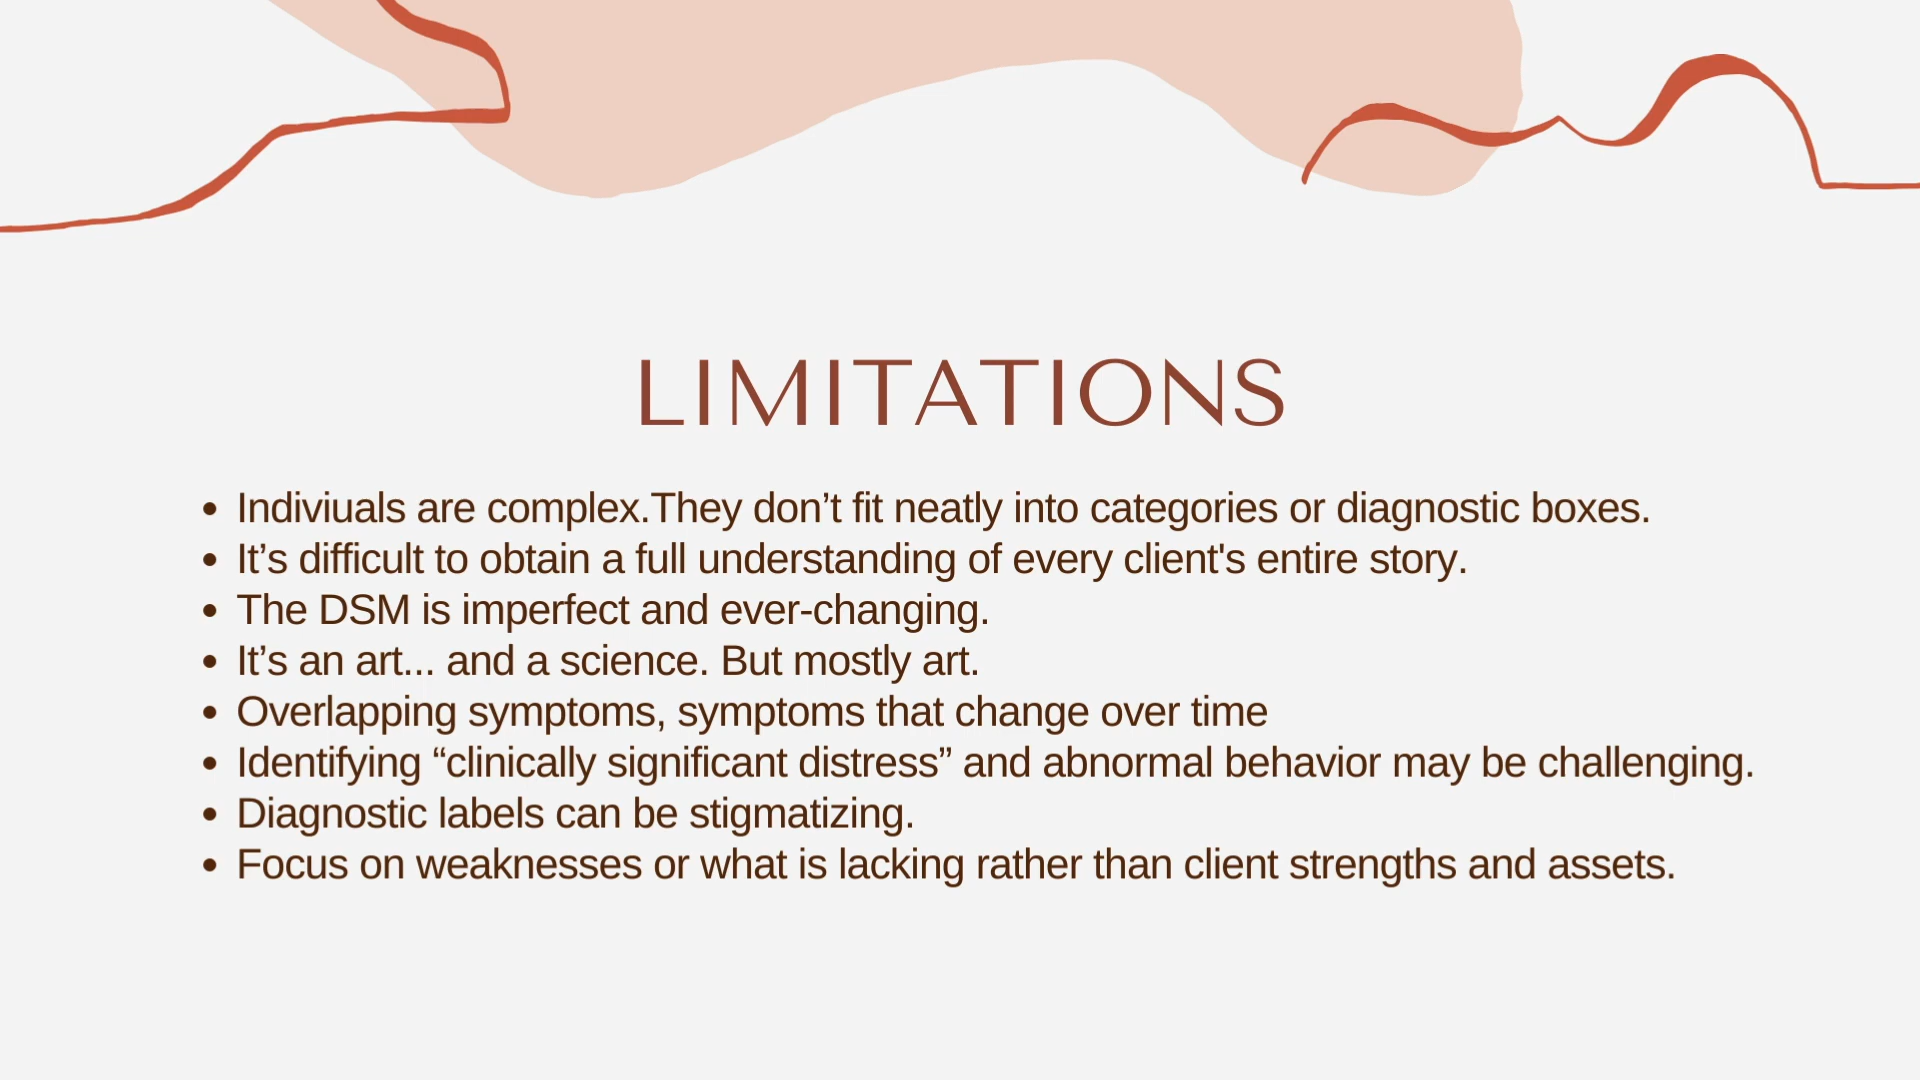 LIMITATIONS
• Indiviuals are complex.They don’t fit neatly into categories or diagnostic boxes.
• It’s difficult to obtain a full understanding of every client's entire story.
• The DSM is imperfect and ever-changing.
• It’s an art... and a science. But mostly art.
• Overlapping symptoms, symptoms that change over time
• Identifying “clinically significant distress” and abnormal behavior may be challenging.
• Diagnostic labels can be stigmatizing.
• Focus on weaknesses or what is lacking rather than client strengths and assets.